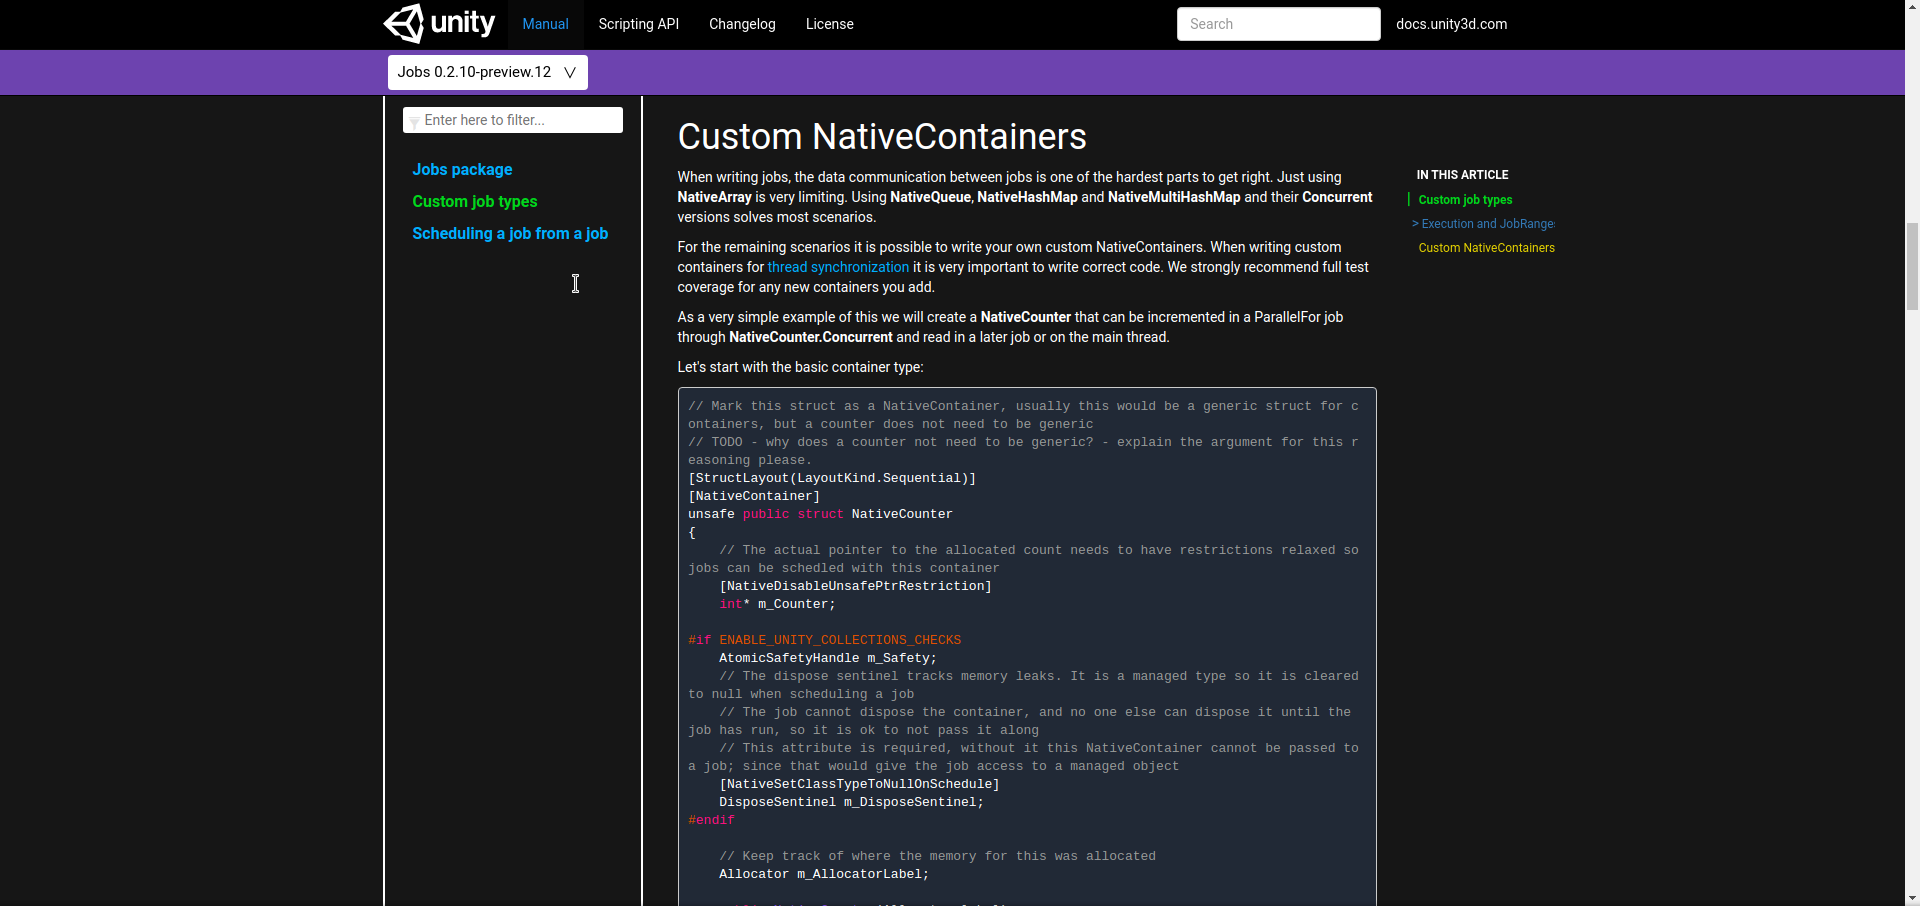 unity
Manual
Scripting API
Changelog
License
Search
docs.unity3d.com
Jobs 0.2.10-preview.12
Enter here to filter...
Jobs package
Custom job types
Scheduling a job from a job
Custom NativeContainers
When writing jobs, the data communication between jobs is one of the hardest parts to get right. Just using
NativeArray is very limiting. Using NativeQueue, NativeHashMap and NativeMultiHashMap and their Concurrent
versions solves most scenarios.
For the remaining scenarios it is possible to write your own custom NativeContainers. When writing custom
containers for thread synchronization it is very important to write correct code. We strongly recommend full test
coverage for any new containers you add.
As a very simple example of this we will create a NativeCounter that can be incremented in a ParallelFor job
through NativeCounter.Concurrent and read in a later job or on the main thread.
Let's start with the basic container type:
// Mark this struct as a NativeContainer, usually this would be a generic struct for c
ontainers, but a counter does not need to be generic
// TODO - why does a counter not need to be generic? - explain the argument for this r
easoning please.
[StructLayout(LayoutKind.Sequential)]
[NativeContainer]
unsafe public struct NativeCounter
{
// The actual pointer to the allocated count needs to have restrictions relaxed so
jobs can be schedled with this container
[NativeDisableUnsafePtrRestriction]
int* m_Counter;
#if ENABLE_UNITY_COLLECTIONS_CHECKS
AtomicSafetyHandle m_Safety;
// The dispose sentinel tracks memory leaks. It is a managed type so it is cleared
to null when scheduling a job
// The job cannot dispose the container, and no one else can dispose it until the
job has run, so it is ok to not pass it along
// This attribute is required, without it this NativeContainer cannot be passed to
a job; since that would give the job access to a managed object
[NativeSetClassTypeToNullOnSchedule]
DisposeSentinel m_DisposeSentinel;
#endif
// Keep track of where the memory for this was allocated
Allocator m_AllocatorLabel;
IN THIS ARTICLE
Custom job types
> Execution and JobRange
Custom NativeContainers